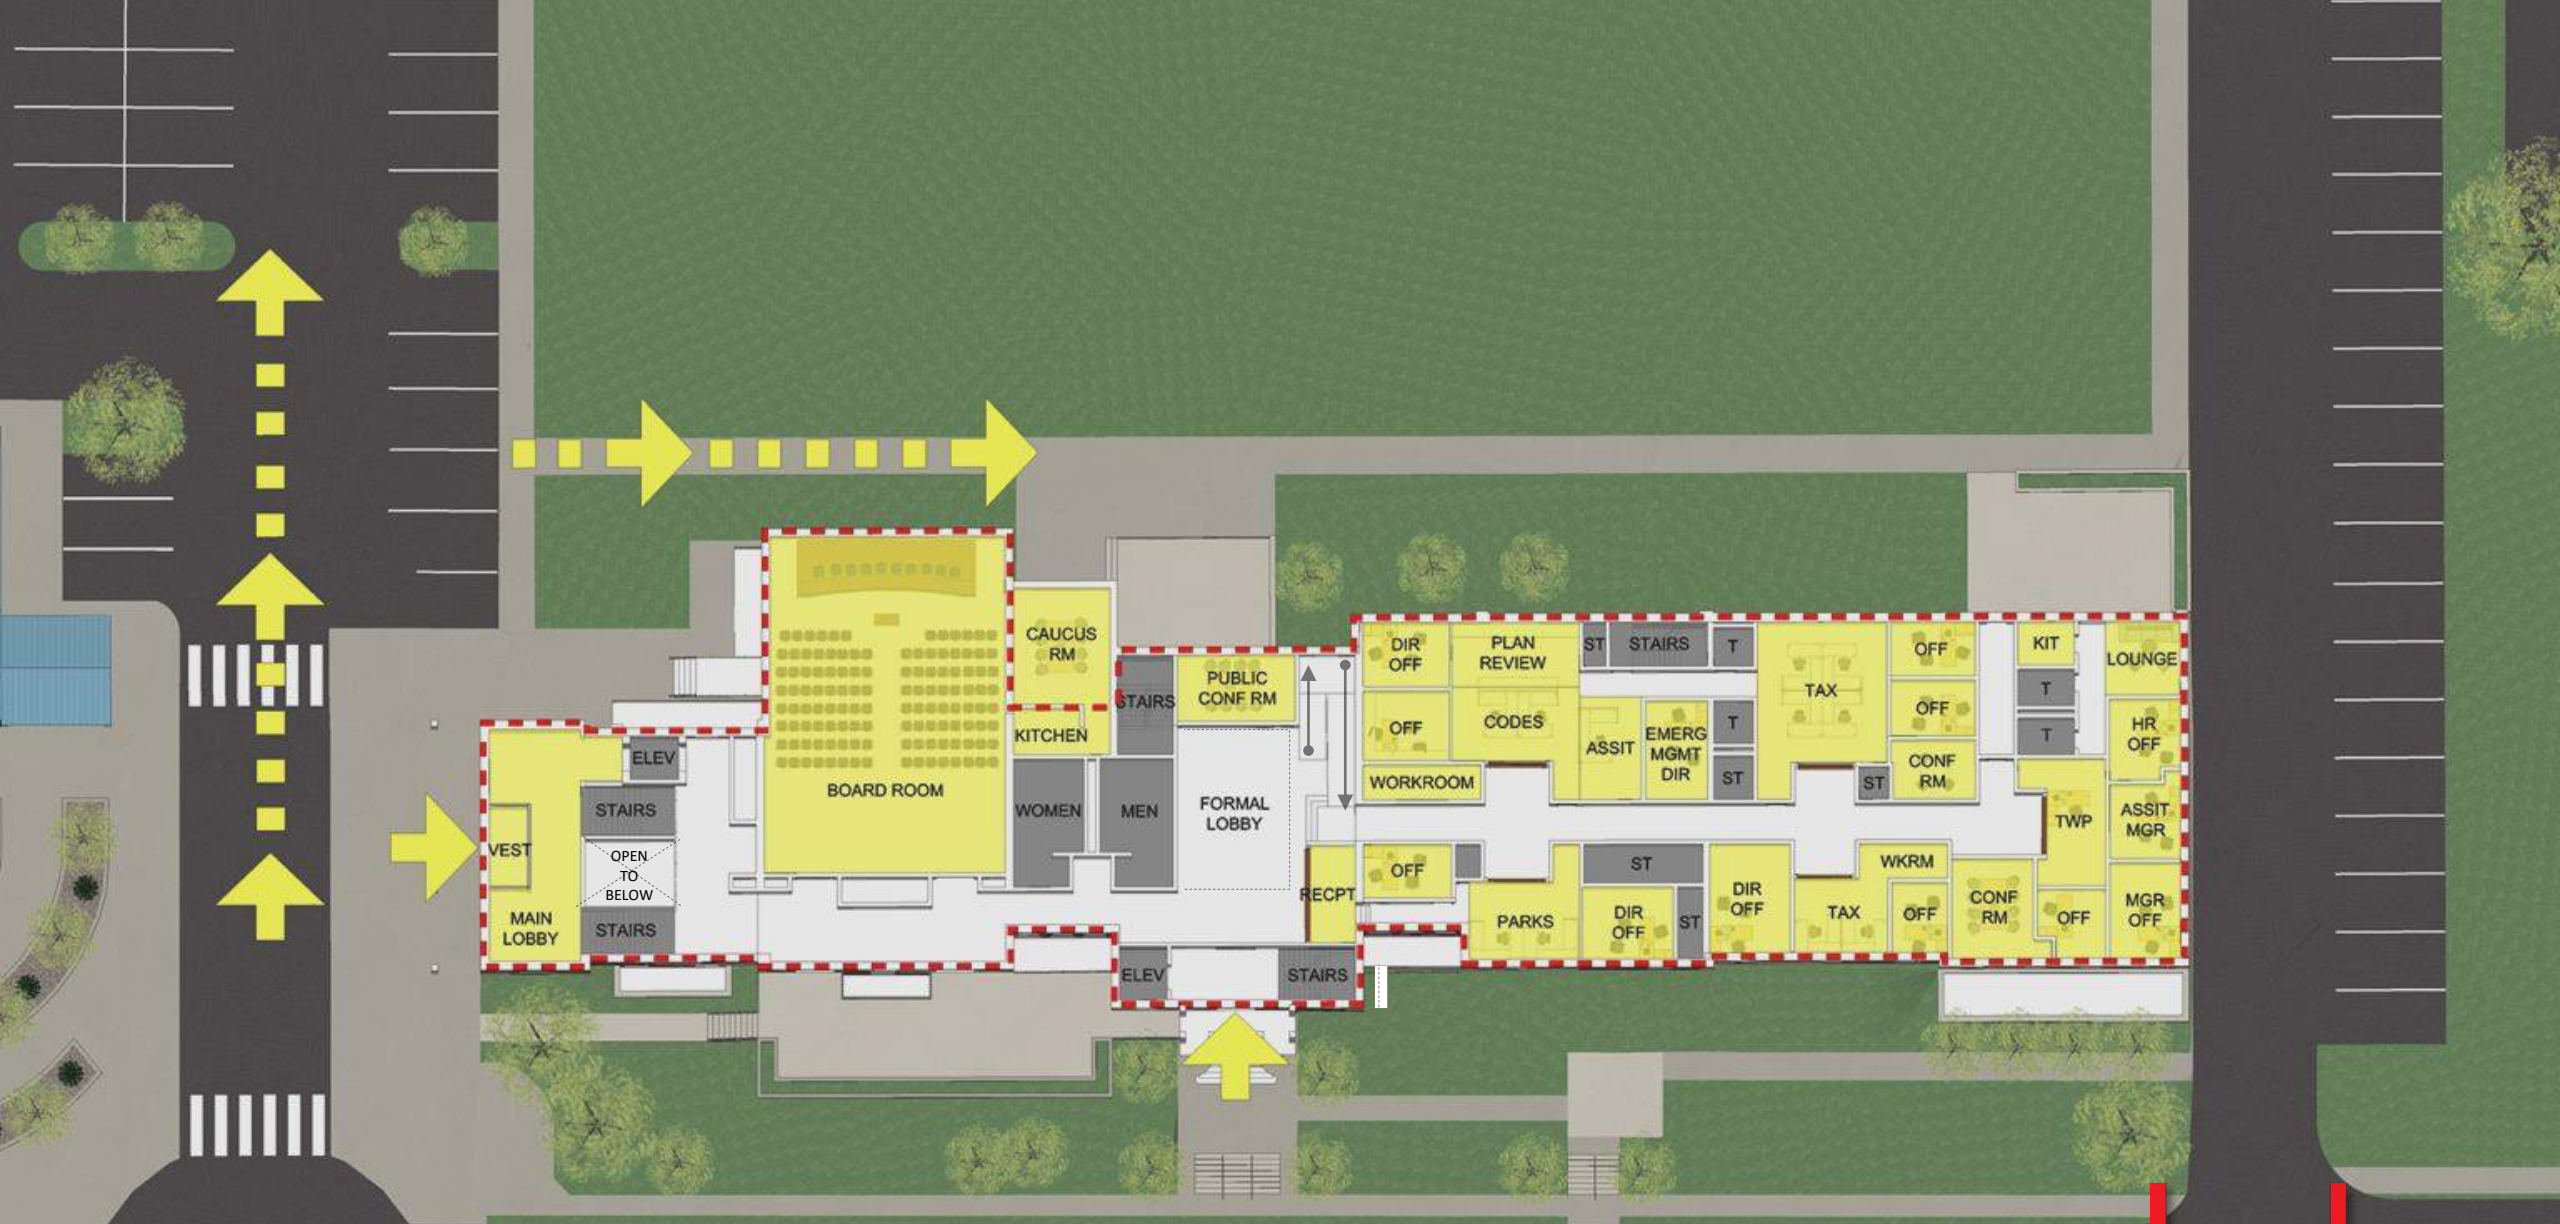 DIR
OFF
PLAN
REVIEW
ST
STAIRS
T
TAX
OFF
KIT
LOUNGE
CAUCUS
RM
STAIRS
PUBLIC
CONF RM
T
OFF
CODES
ASSIT
EMERG
MGMT
DIR
T
OFF
T
HR
OFF
KITCHEN
ELEV
WORKROOM
ST
ST
CONF
RM
BOARD ROOM
STAIRS
WOMEN
MEN
FORMAL
LOBBY
TWP
ASSIT
MGR
VEST
OPEN
TO
BELOW
RECPT
OFF
ST
DIR
OFF
WKRM
MAIN
LOBBY
STAIRS
PARKS
DIR
OFF
ST
TAX
OFF
CONF
RM
OFF
MGR
OFF
ELEV
STAIRS